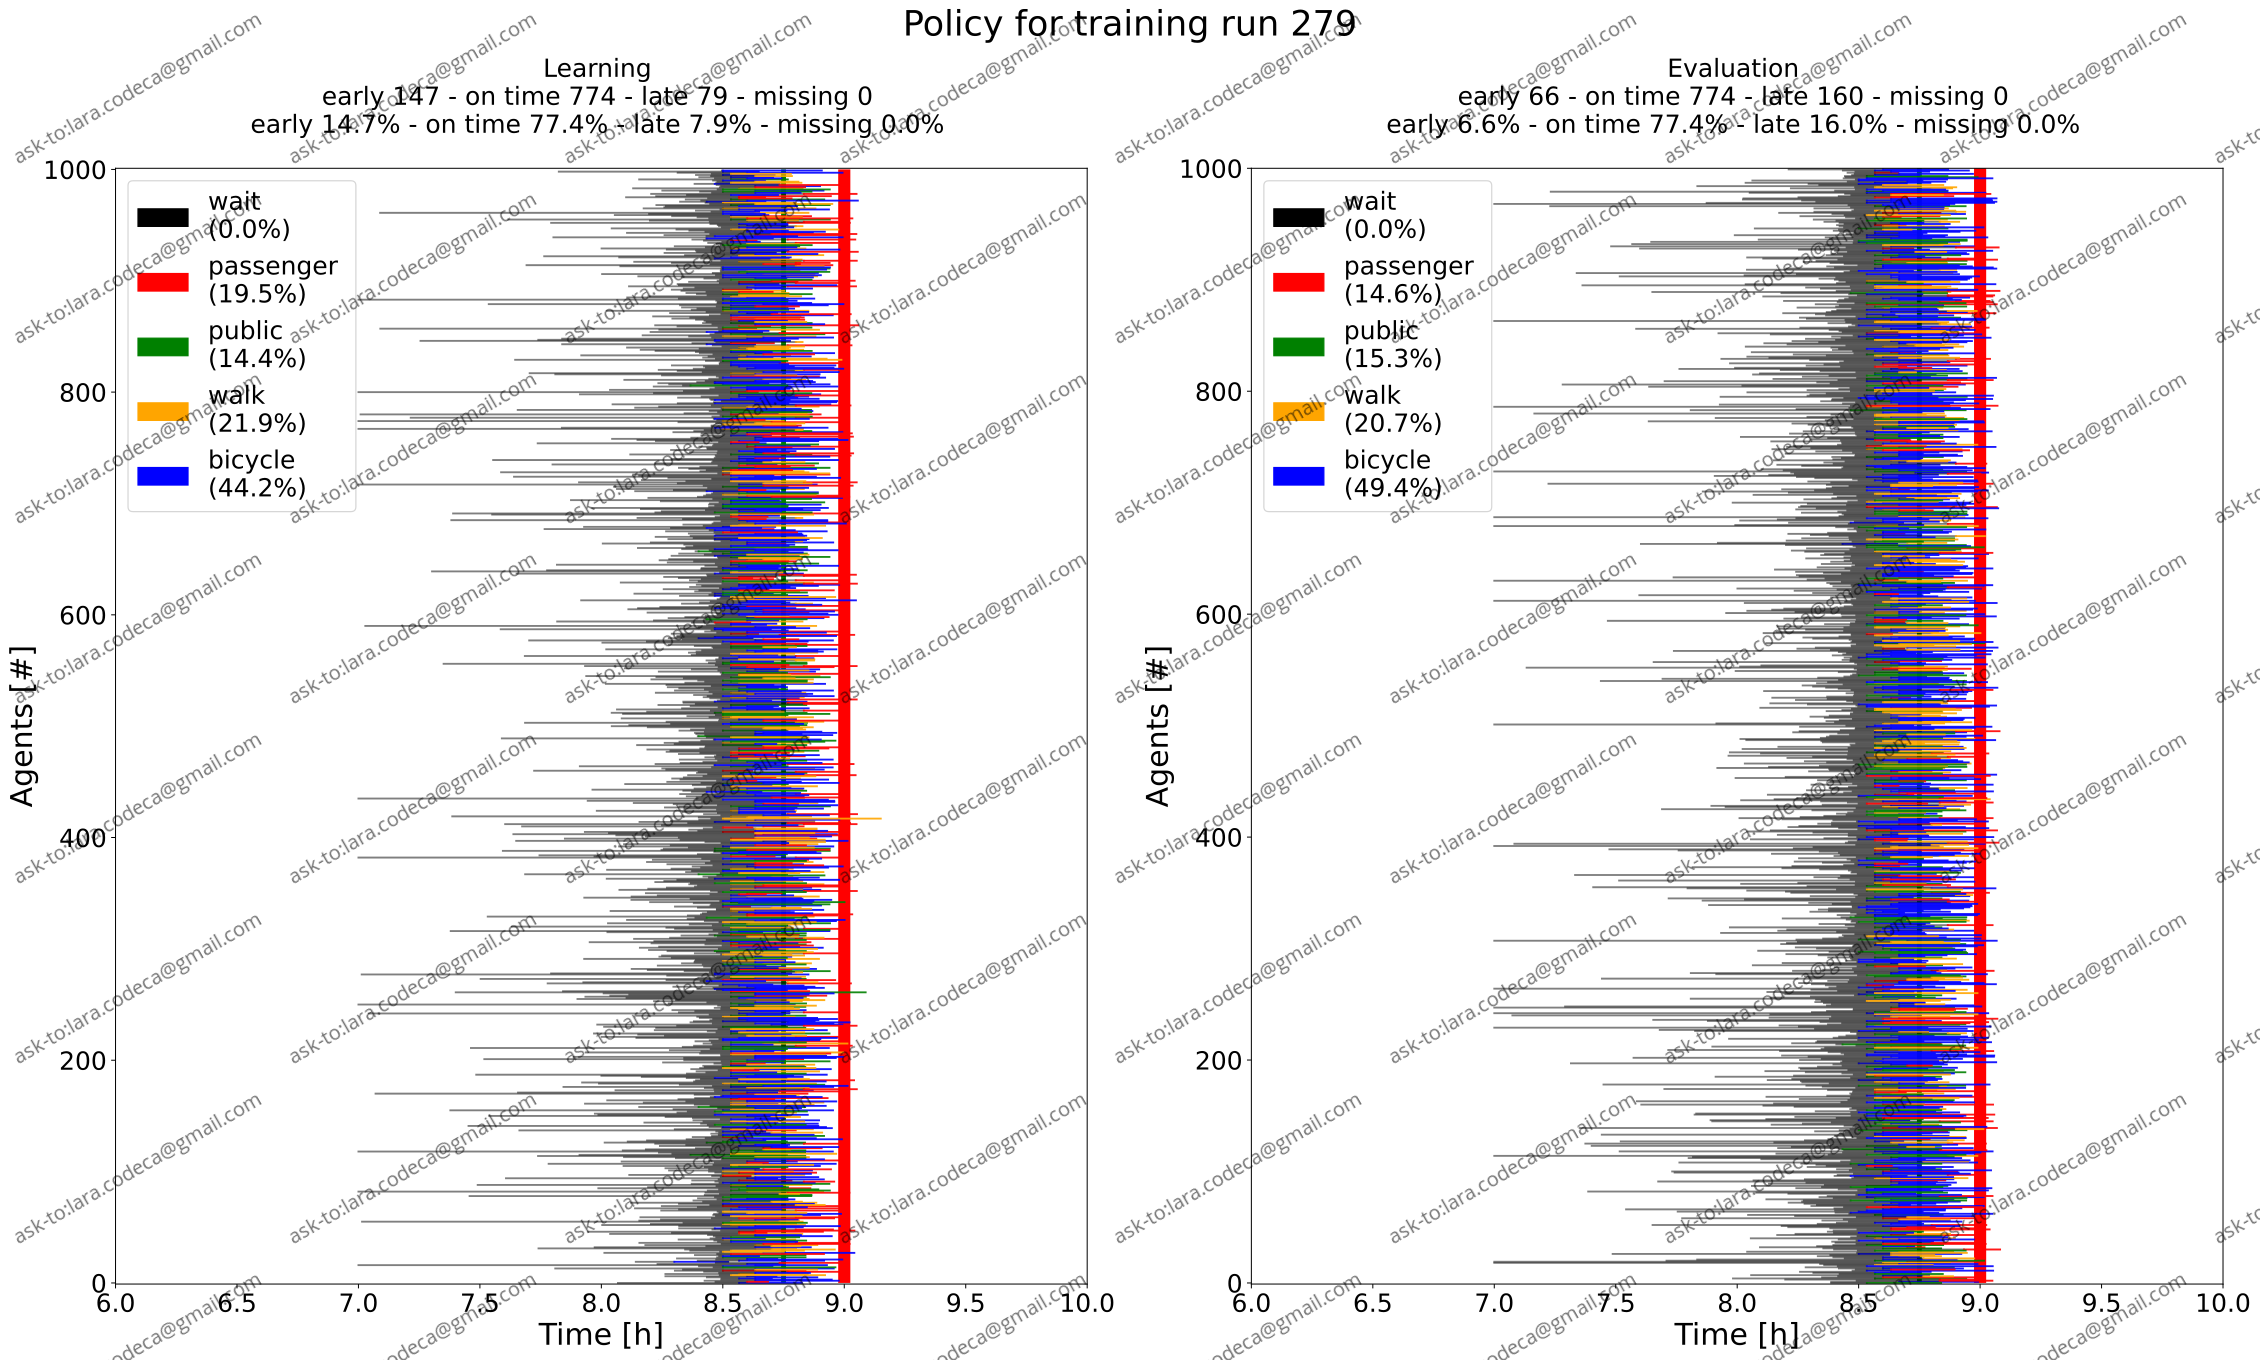 Policy for training run 279
Learning
early 147 - on time 774 - late 79 - missing 0
early 14.7% - on time 77.4% - late 7.9% - missing 0.0%
wait
(0.0%)
passenger
(19.5%)
public
(14.4%)
walk
(21.9%)
bicycle
(44.2%)
Agents [#]
1000
800
600
400
200
0
6.0 6.5 7.0 7.5 8.0 8.5 9.0 9.5 10.0
Time [h]
Evaluation
early 66 - on time 774 - late 160 - missing 0
early 6.6% - on time 77.4% - late 16.0% - missing 0.0%
wait
(0.0%)
passenger
(14.6%)
public
(15.3%)
walk
(20.7%)
bicycle
(49.4%)
Agents [#]
1000
800
600
400
200
0
6.0 6.5 7.0 7.5 8.0 8.5 9.0 9.5 10.0
Time [h]
ask-to:lara.codeca@gmail.com